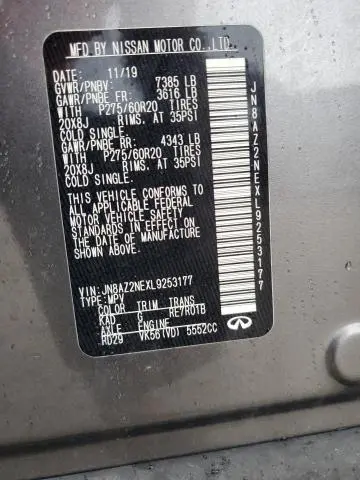 MFD BY NISSAN MOTOR CO.,LTD.
DATE: 11/19
GVWR/PNBV: 7385 LB
GAWR/PNBE FR: 3616 LB
WITH P275/60R20 TIRES
20X8J RIMS, AT 35PSI
COLD SINGLE.
GAWR/PNBE RR: 4343 LB
WITH P275/60R20 TIRES
20X8J RIMS, AT 35PSI
COLD SINGLE.
THIS VEHICLE CONFORMS TO
ALL APPLICABLE FEDERAL
MOTOR VEHICLE SAFETY
STANDARDS IN EFFECT ON
THE DATE OF MANUFACTURE
SHOWN ABOVE.
VIN: JN8AZ2NEXL9253177
TYPE: MPV
COLOR TRIM TRANS
KAD G RE7R01B
AXLE ENGINE
RD29 VK56(VD) 5552CC
INFINITI
JN8AZ2NEXL9253177